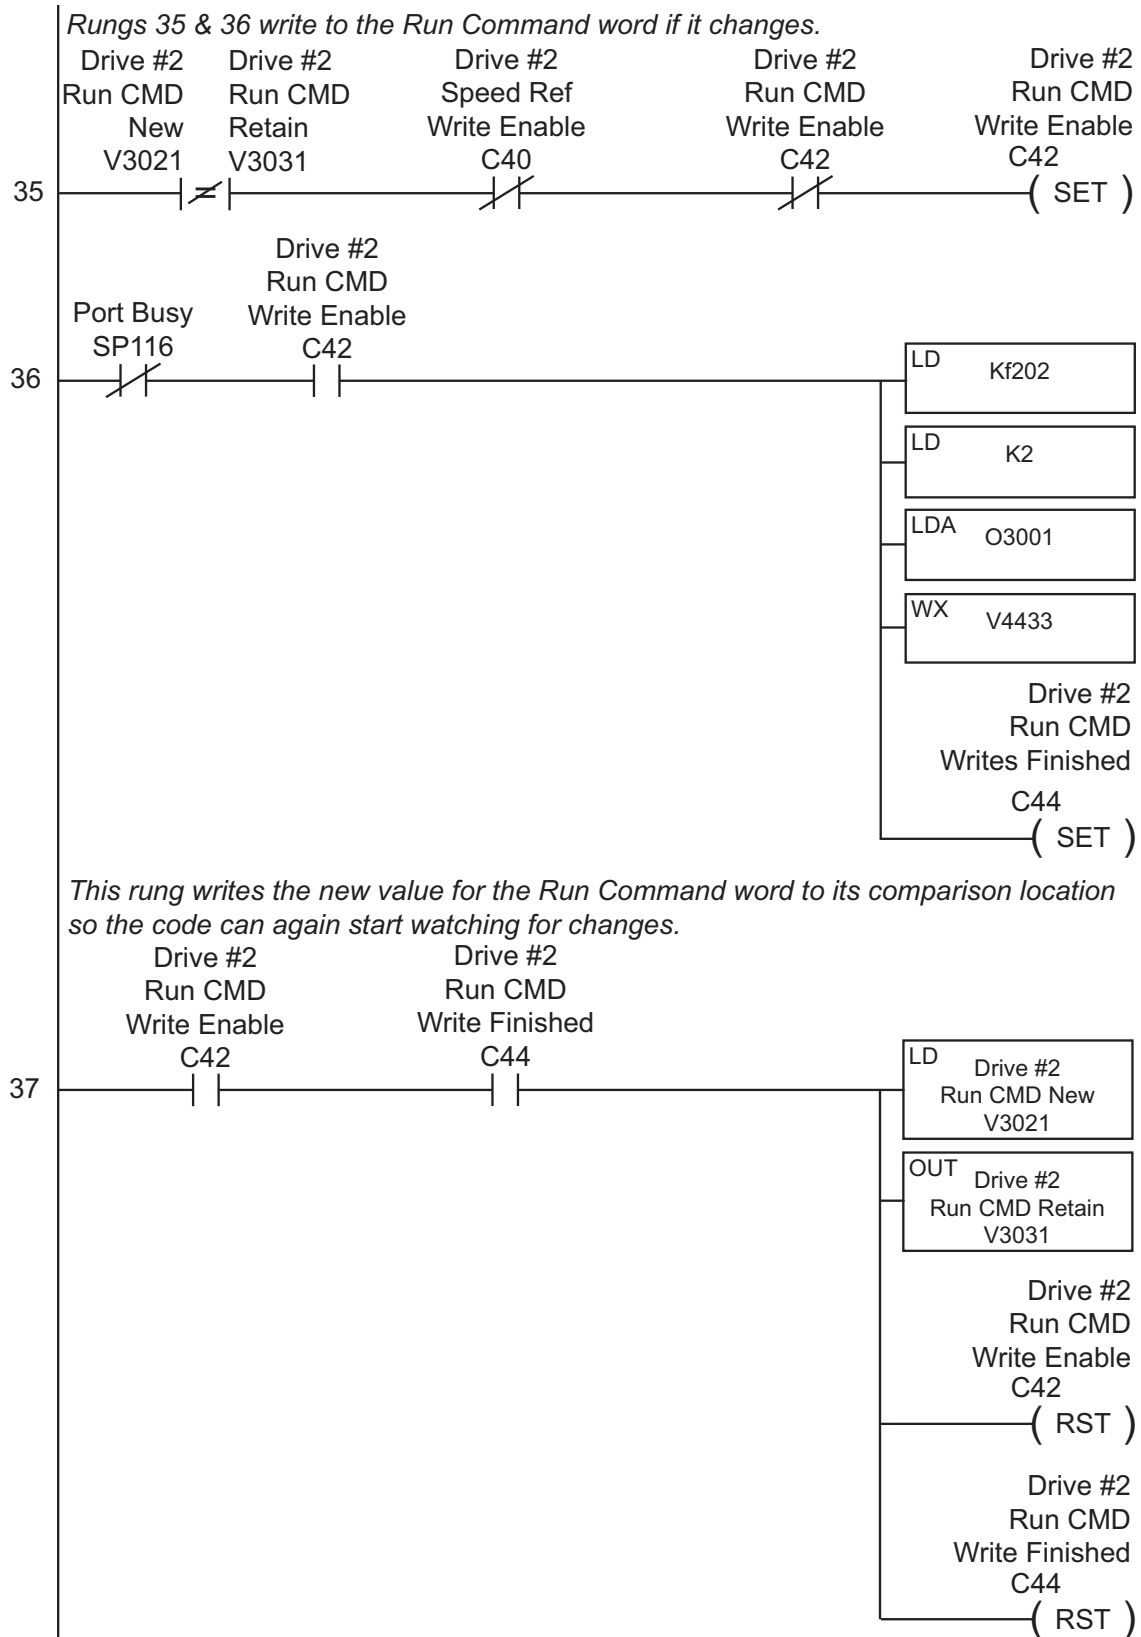 Rungs 35 & 36 write to the Run Command word if it changes.
Drive #2
Run CMD
New
V3021
Drive #2
Run CMD
Retain
V3031
Drive #2
Speed Ref
Write Enable
C40
Drive #2
Run CMD
Write Enable
C42
Drive #2
Run CMD
Write Enable
C42
35
=
( SET )
Port Busy
SP116
Drive #2
Run CMD
Write Enable
C42
36
LD Kf202
LD K2
LDA O3001
WX V4433
Drive #2
Run CMD
Writes Finished
C44
( SET )
This rung writes the new value for the Run Command word to its comparison location
so the code can again start watching for changes.
Drive #2
Run CMD
Write Enable
C42
Drive #2
Run CMD
Write Finished
C44
37
LD Drive #2
Run CMD New
V3021
OUT Drive #2
Run CMD Retain
V3031
Drive #2
Run CMD
Write Enable
C42
( RST )
Drive #2
Run CMD
Write Finished
C44
( RST )